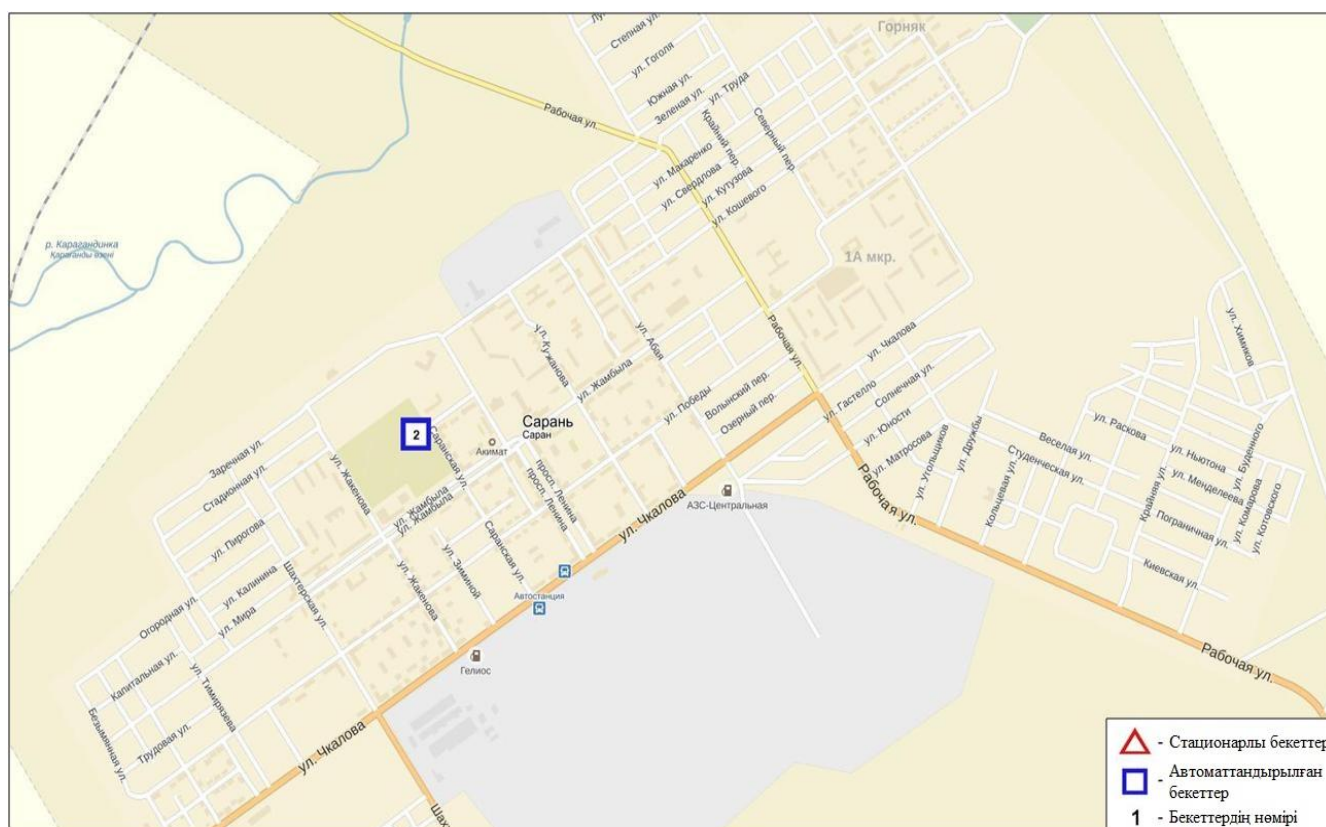 Горняк
Степная ул.
ул. Гоголя
Южная ул.
Зеленая ул.
ул. Труда
Рабочая ул.
Крайний пер.
Северный пер.
ул. Макаренко
ул. Свердлова
ул. Кутузова
ул. Кошевого
р. Карагандинка
Қарағанды өзені
1А мкр.
ул. Химиков
ул. Кужанова
ул. Абая
Рабочая ул.
ул. Чкалова
ул. Жамбыла
Солнечная ул.
ул. Гастелло
ул. Победы
Волынский пер.
Озерный пер.
ул. Юности
ул. Раскова
2
Сарань
Саран
Акимат
Саранская ул.
ул. Матросова
ул. Угольщиков
ул. Дружбы
Веселая ул.
Студенческая ул.
ул. Ньютона
ул. Буденного
ул. Менделеева
Заречная ул.
Стадионная ул.
ул. Жакенова
просп. Ленина
просп. Ленина
АЗС-Центральная
Рабочая ул.
Кольцевая ул.
Крайняя ул.
ул. Комарова
ул. Котовского
Пограничная ул.
ул. Жамбыла
ул. Жамбыла
ул. Чкалова
ул. Пирогова
Саранская ул.
ул. Зиминой
Киевская ул.
ул. Калинина
Шахтерская ул.
ул. Жакенова
Автостанция
Огородная ул.
ул. Мира
Гелиос
Рабочая ул.
Капитальная ул.
ул. Тимирязева
Безымянная ул.
Трудовая ул.
ул. Чкалова
- Стационарлы бекеттер
- Автоматтандырылған
бекеттер
1 - Бекеттердің нөмірі